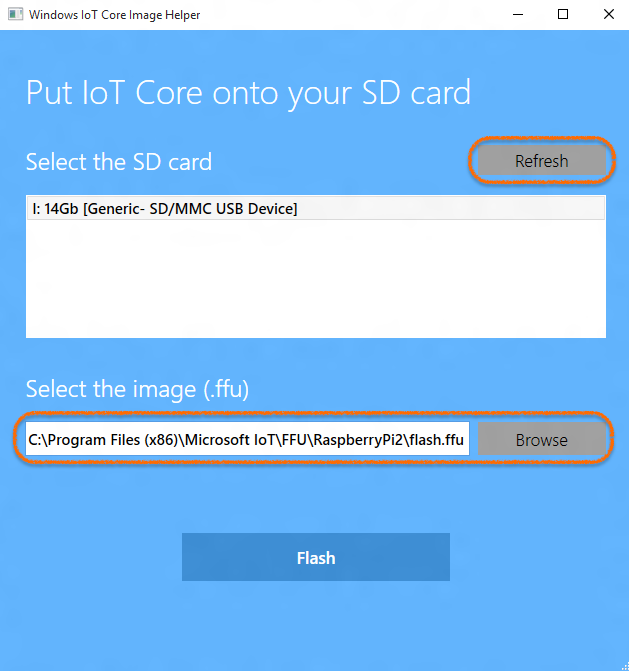 Windows IoT Core Image Helper
Put IoT Core onto your SD card
Select the SD card
Refresh
I: 14Gb [Generic- SD/MMC USB Device]
Select the image (.ffu)
C:\Program Files (x86)\Microsoft IoT\FFU\RaspberryPi2\flash.ffu
Browse
Flash